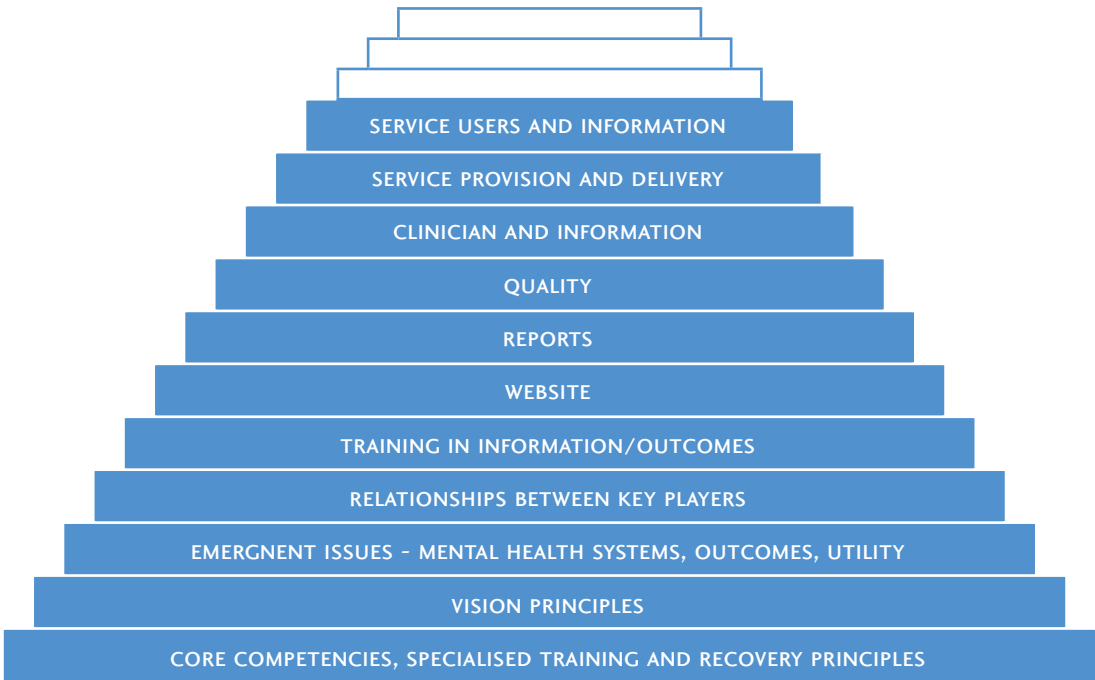 SERVICE USERS AND INFORMATION
SERVICE PROVISION AND DELIVERY
CLINICIAN AND INFORMATION
QUALITY
REPORTS
WEBSITE
TRAINING IN INFORMATION/OUTCOMES
RELATIONSHIPS BETWEEN KEY PLAYERS
EMERGNENT ISSUES - MENTAL HEALTH SYSTEMS, OUTCOMES, UTILITY
VISION PRINCIPLES
CORE COMPETENCIES, SPECIALISED TRAINING AND RECOVERY PRINCIPLES